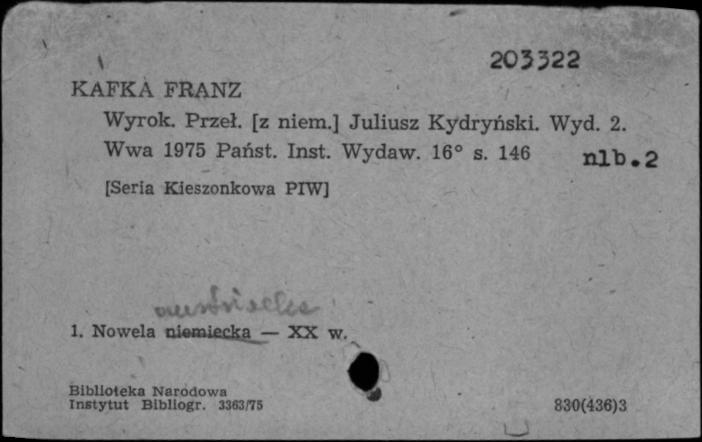 203322
KAFKA FRANZ
Wyrok. Przeł. [z niem.] Juliusz Kydryński. Wyd. 2.
Wwa 1975 Państ. Inst. Wydaw. 16° s. 146 nlb.2
[Seria Kieszonkowa PIW]
1. Nowela niemiecka — XX w.
Biblioteka Narodowa
Instytut Bibliogr. 3363/75
830(436)3